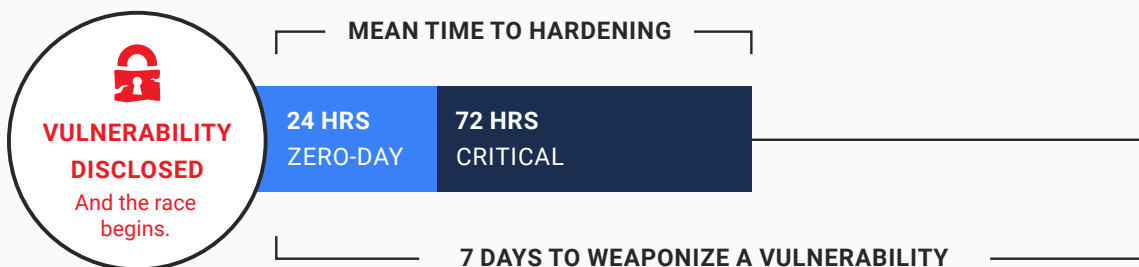 MEAN TIME TO HARDENING
VULNERABILITY
DISCLOSED
And the race
begins.
24 HRS
ZERO-DAY
72 HRS
CRITICAL
7 DAYS TO WEAPONIZE A VULNERABILITY